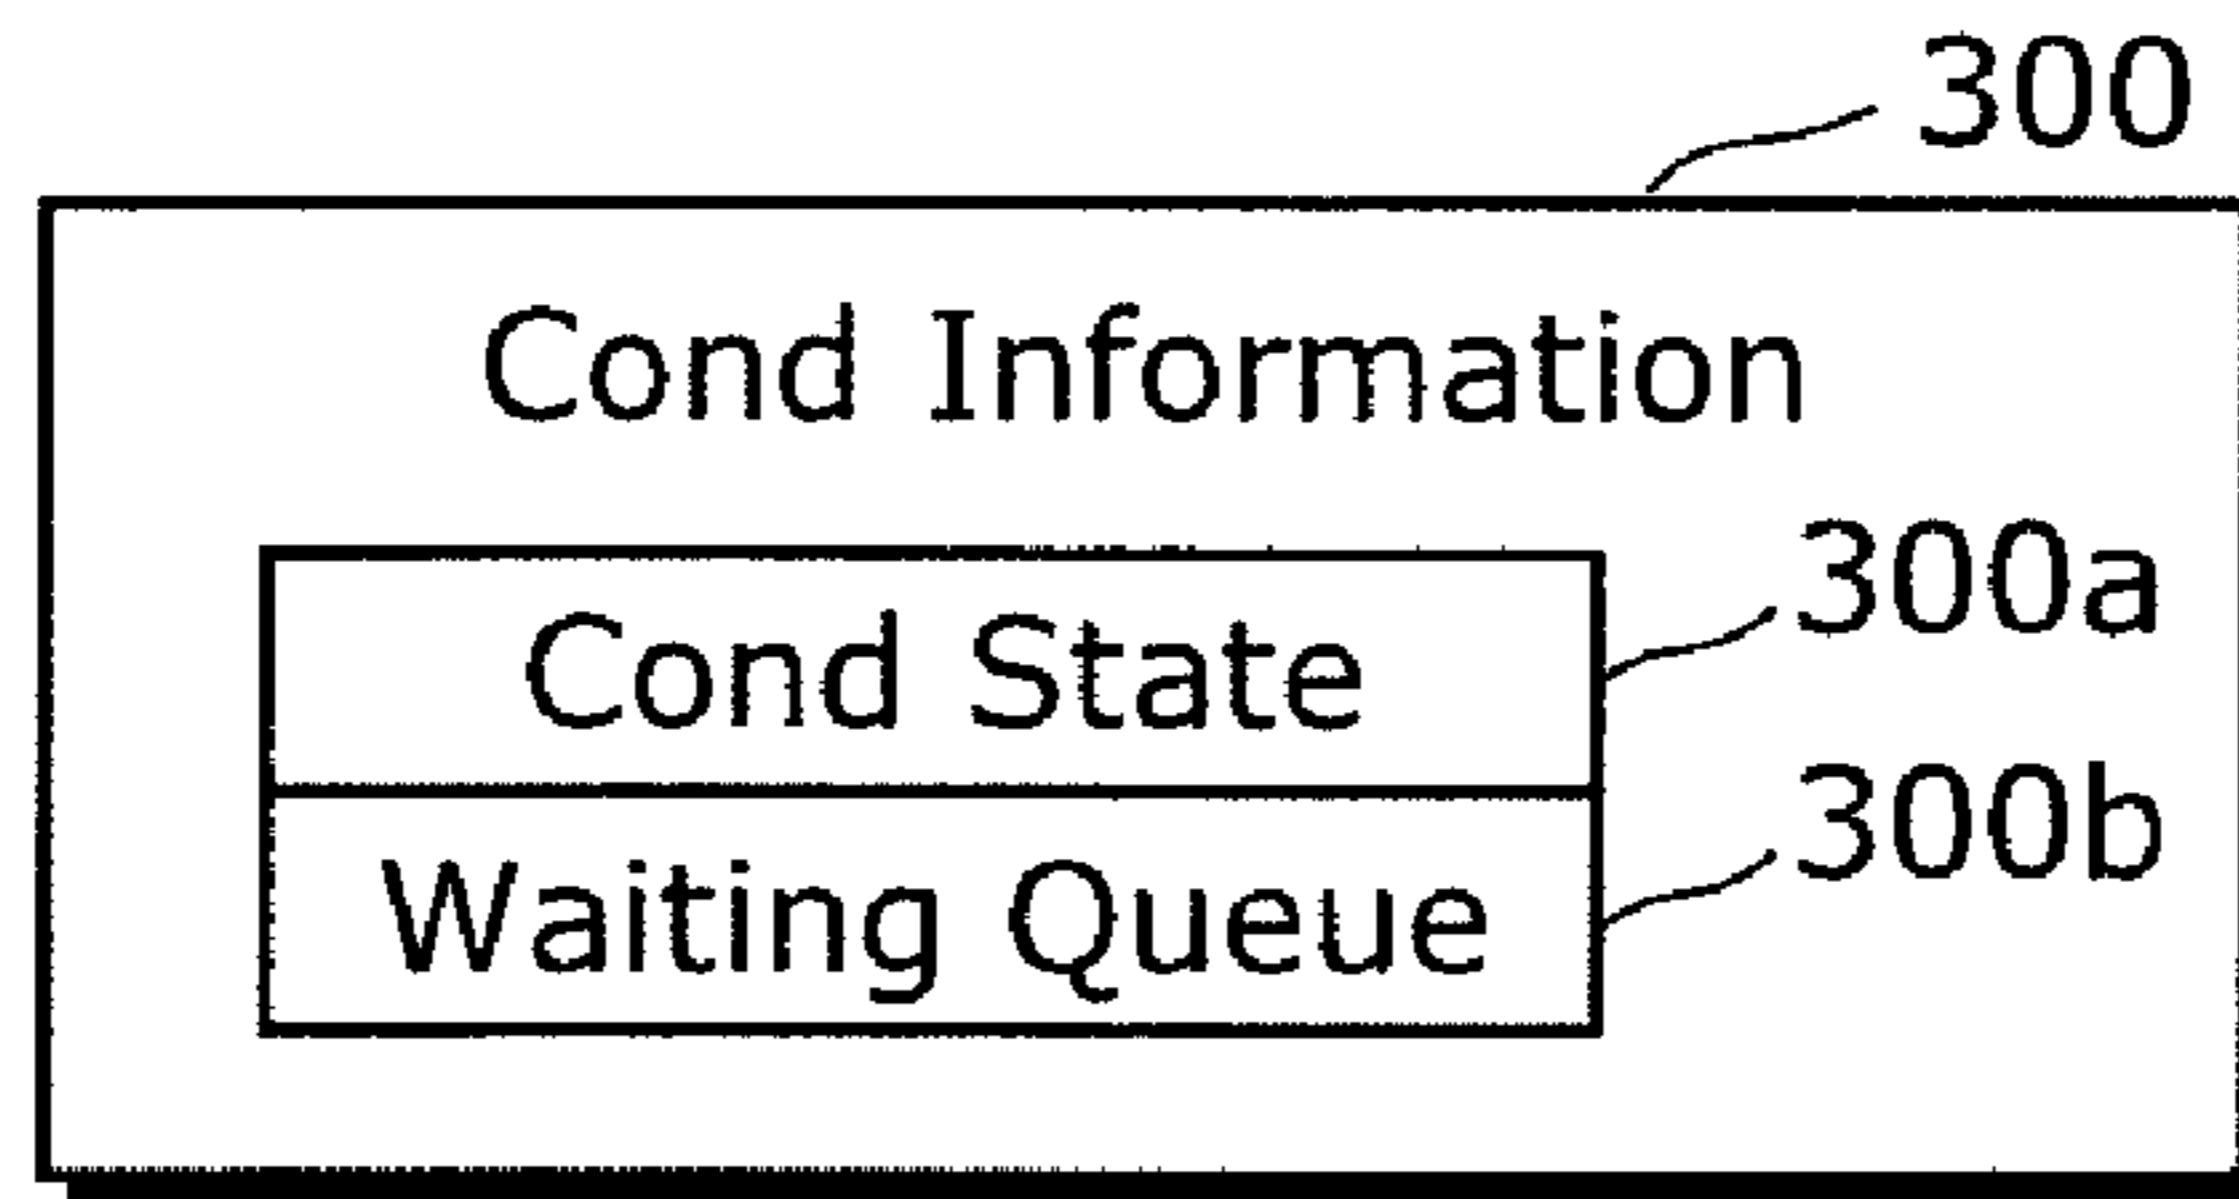 300
Cond Information
Cond State 300a
Waiting Queue 300b